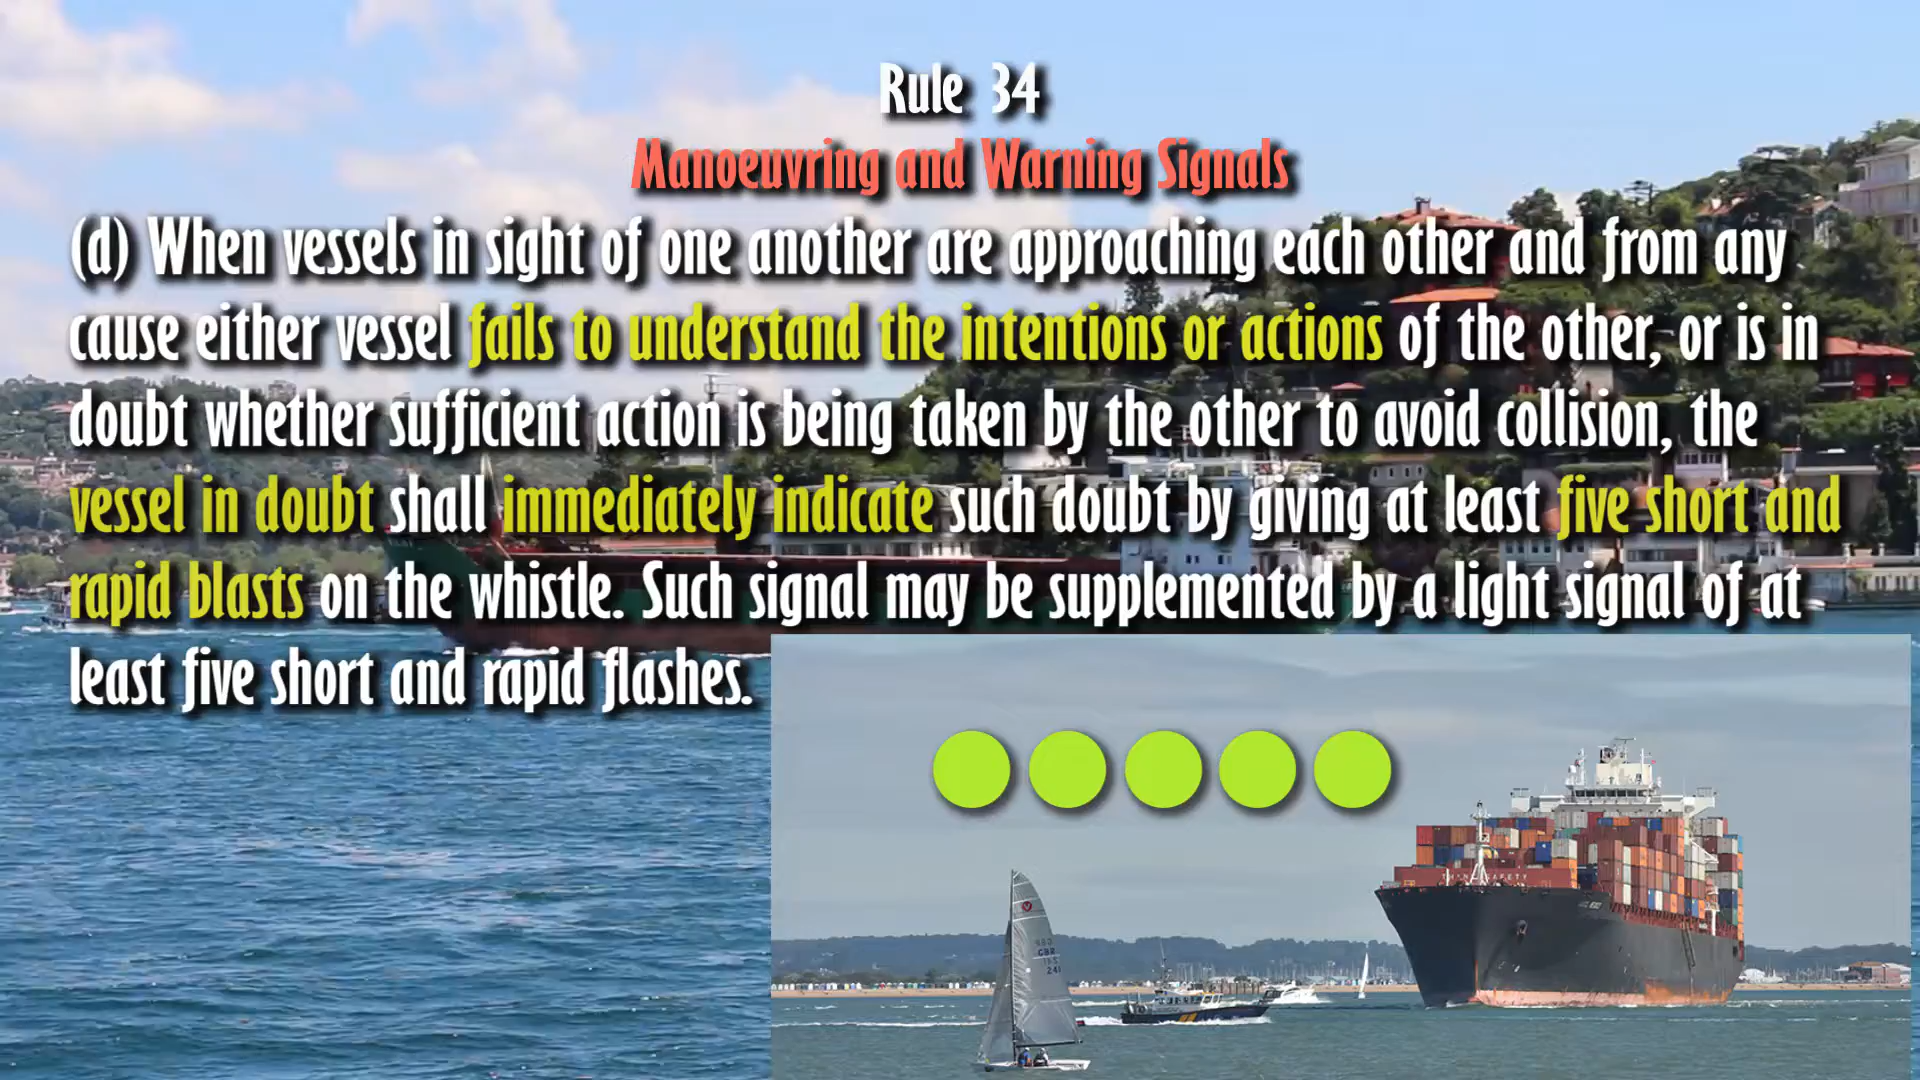 Rule 34
Manoeuvring and Warning Signals
(d) When vessels in sight of one another are approaching each other and from any
cause either vessel fails to understand the intentions or actions of the other, or is in
doubt whether sufficient action is being taken by the other to avoid collision, the
vessel in doubt shall immediately indicate such doubt by giving at least five short and
rapid blasts on the whistle. Such signal may be supplemented by a light signal of at
least five short and rapid flashes.
GBR
241